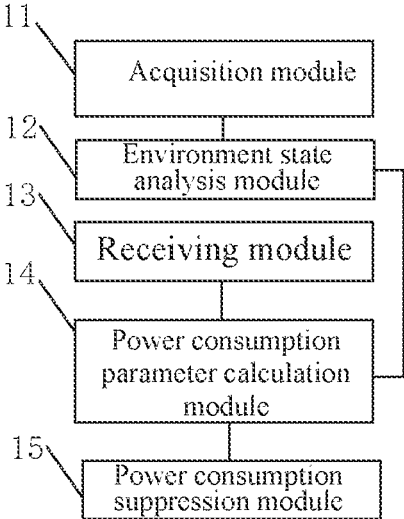 11
Acquisition module
12
Environment state
analysis module
13
Receiving module
14
Power consumption
parameter calculation
module
15
Power consumption
suppression module